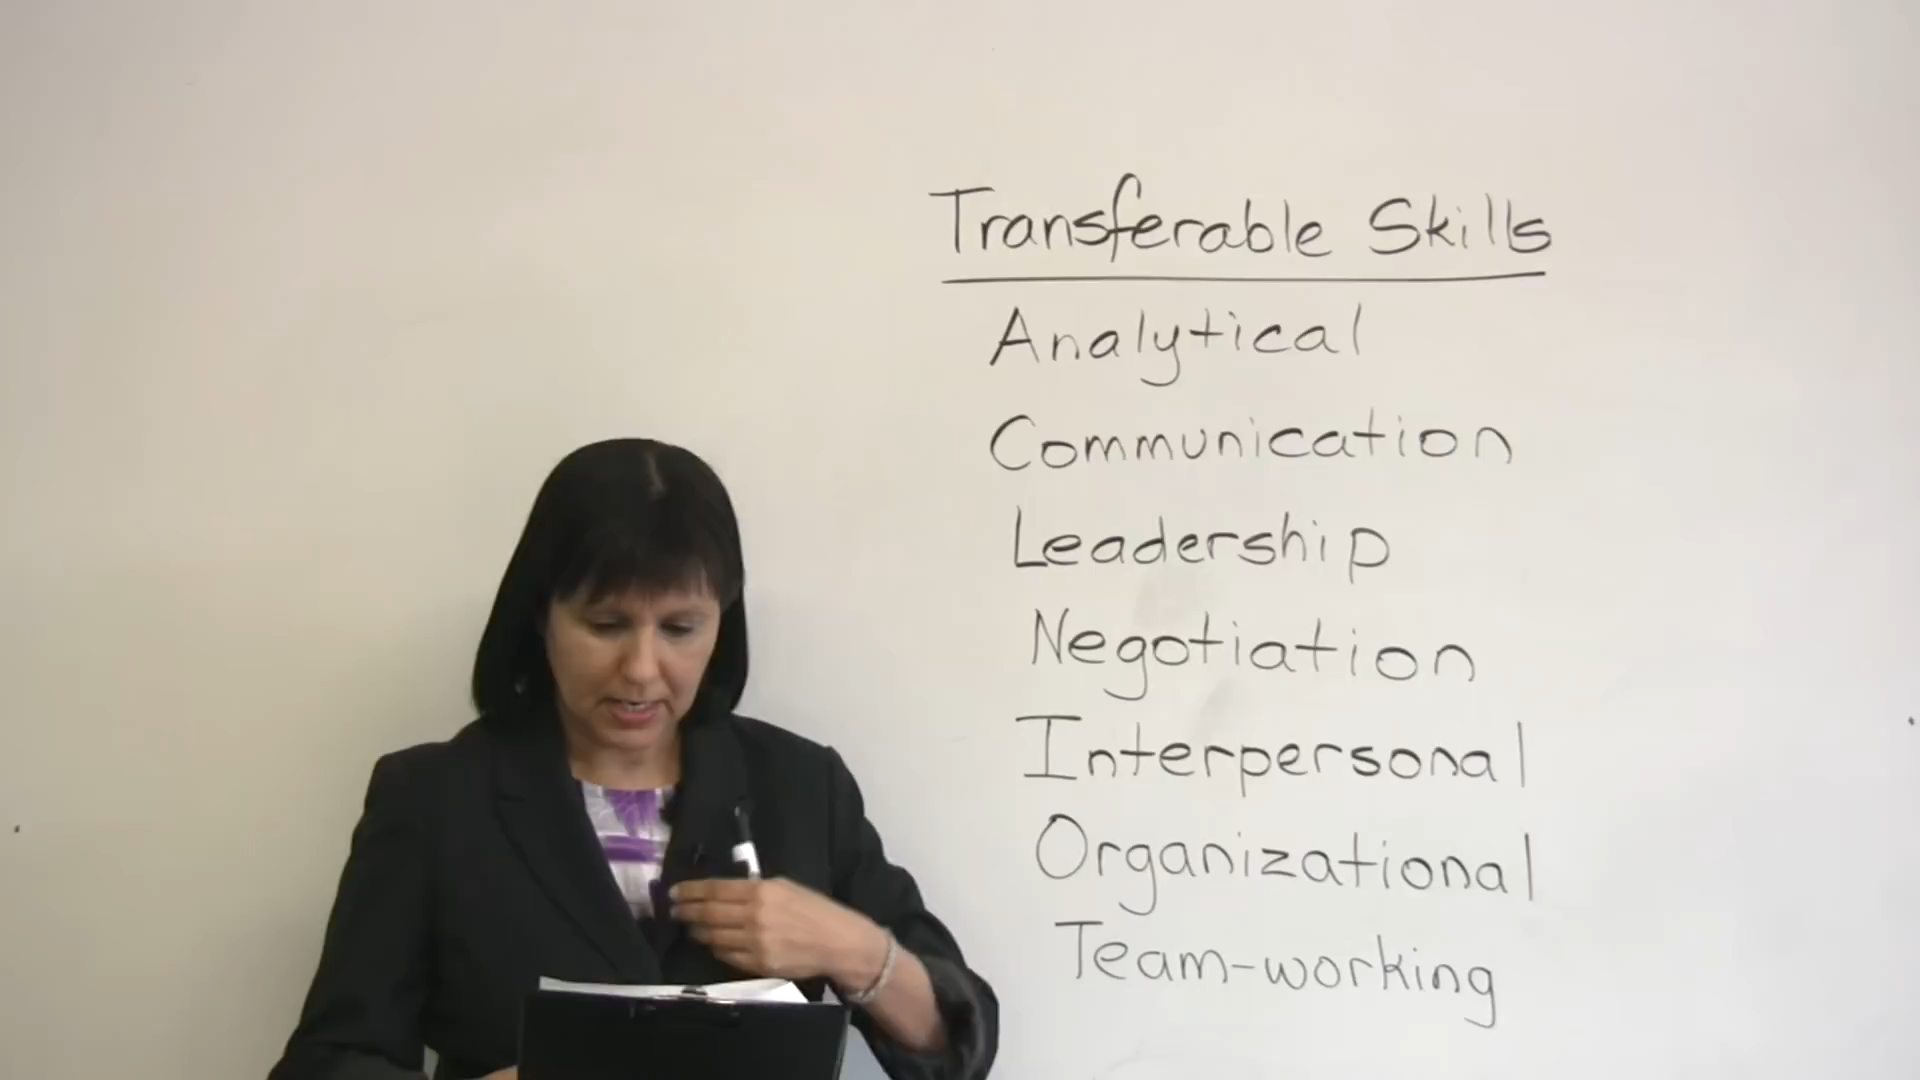 Transferable Skills
Analytical
Communication
Leadership
Negotiation
Interpersonal
Organizational
Team-working